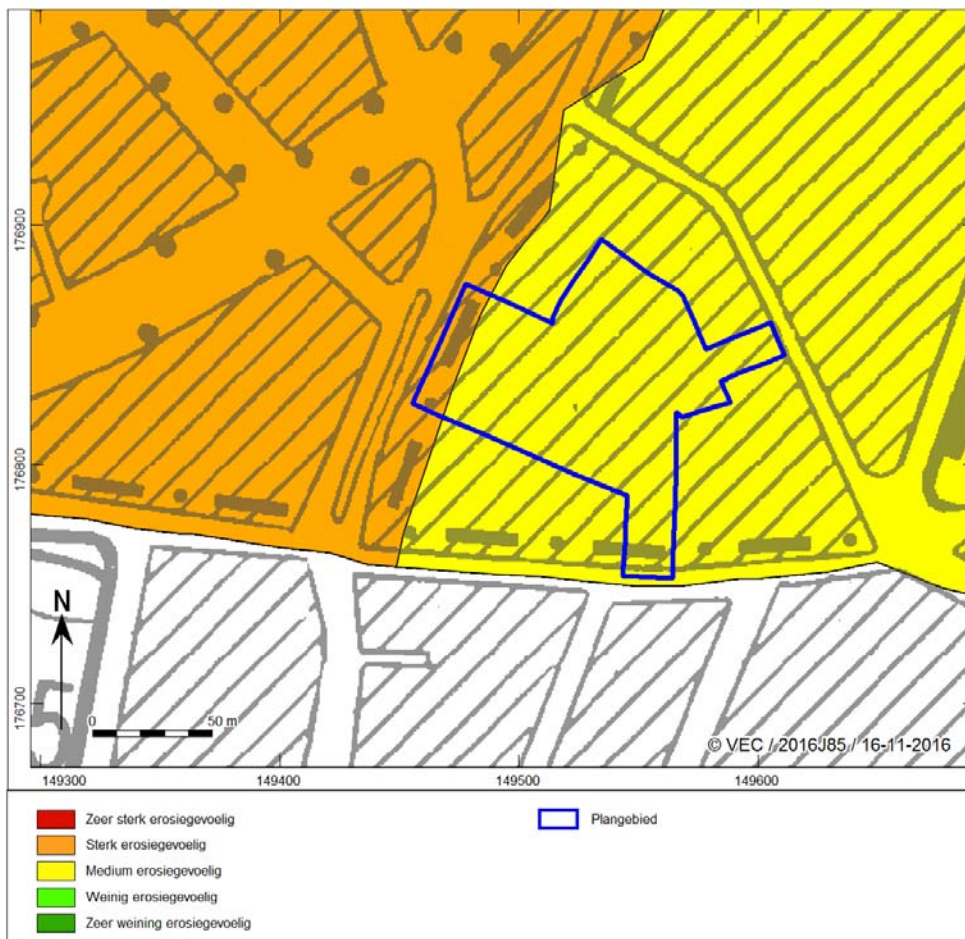 176900
176800
176700
N
0 50 m
© VEC / 2016J85 / 16-11-2016
149300 149400 149500 149600
Zeer sterk erosiegevoelig
Sterk erosiegevoelig
Medium erosiegevoelig
Weinig erosiegevoelig
Zeer weining erosiegevoelig
Plangebied